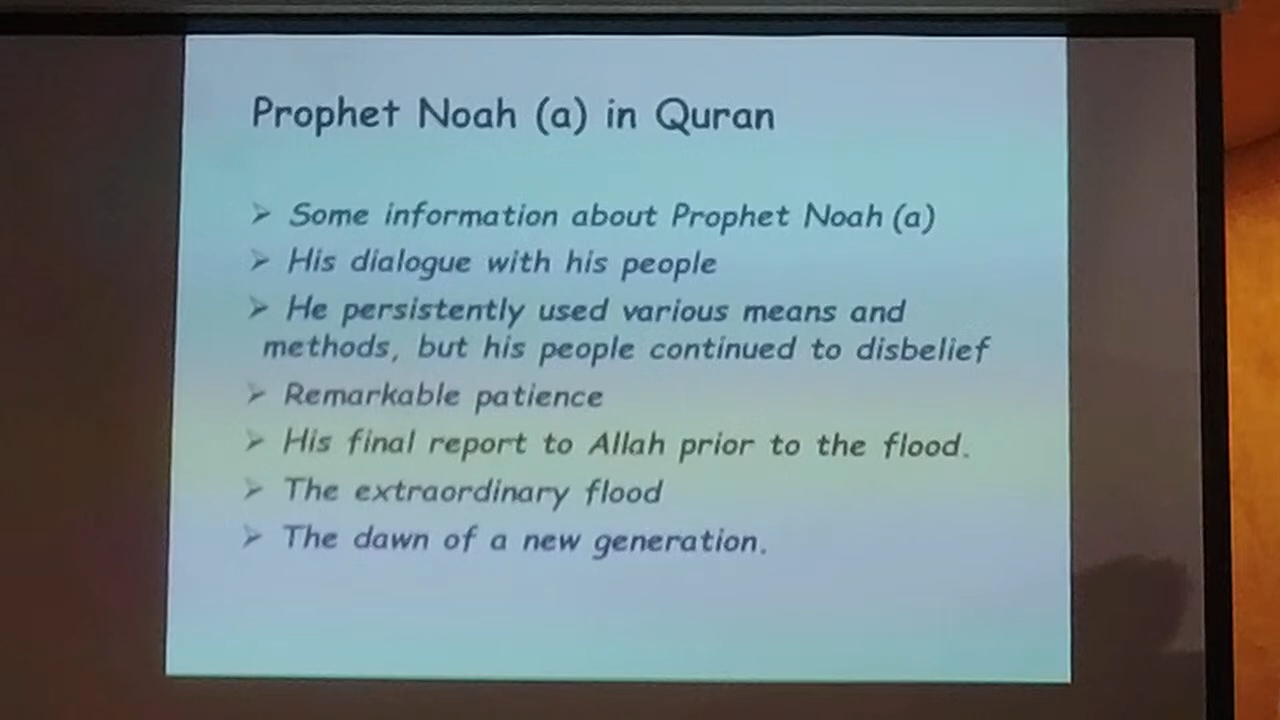 Prophet Noah (a) in Quran
➢ Some information about Prophet Noah (a)
➢ His dialogue with his people
➢ He persistently used various means and
methods, but his people continued to disbelief
➢ Remarkable patience
➢ His final report to Allah prior to the flood.
➢ The extraordinary flood
➢ The dawn of a new generation.